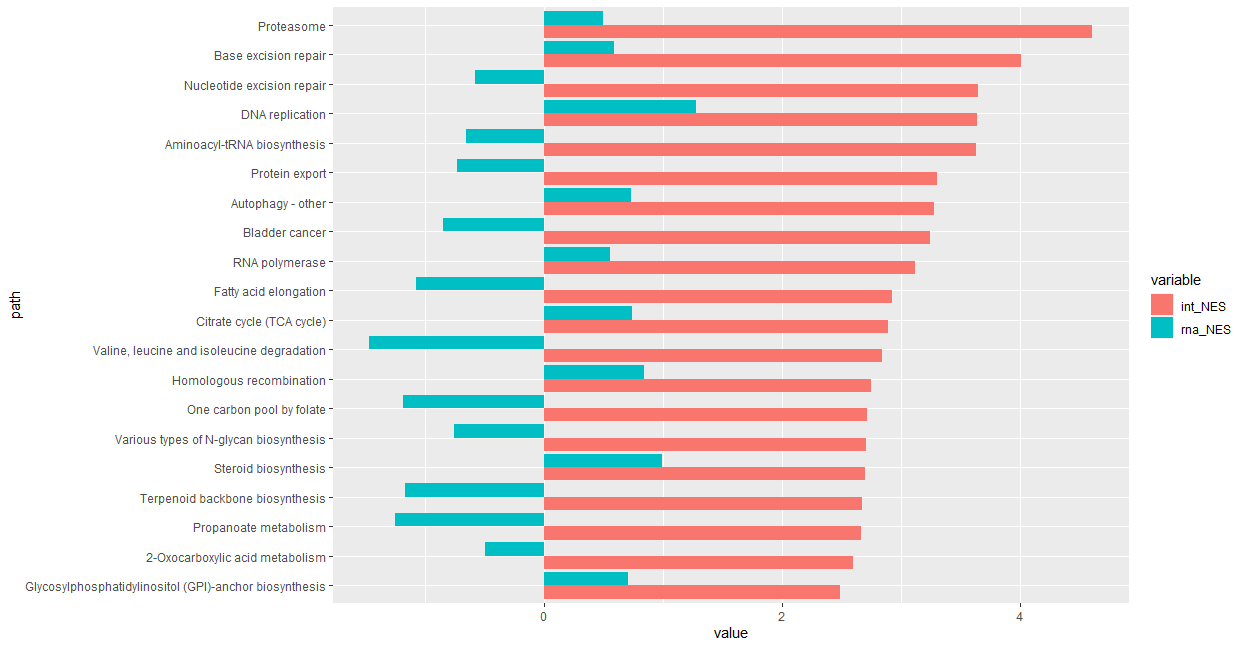 Proteasome
Base excision repair
Nucleotide excision repair
DNA replication
Aminoacyl-tRNA biosynthesis
Protein export
Autophagy - other
Bladder cancer
RNA polymerase
Fatty acid elongation
Citrate cycle (TCA cycle)
Valine, leucine and isoleucine degradation
Homologous recombination
One carbon pool by folate
Various types of N-glycan biosynthesis
Steroid biosynthesis
Terpenoid backbone biosynthesis
Propanoate metabolism
2-Oxocarboxylic acid metabolism
Glycosylphosphatidylinositol (GPI)-anchor biosynthesis
path
0 2 4
value
variable
int_NES
rna_NES